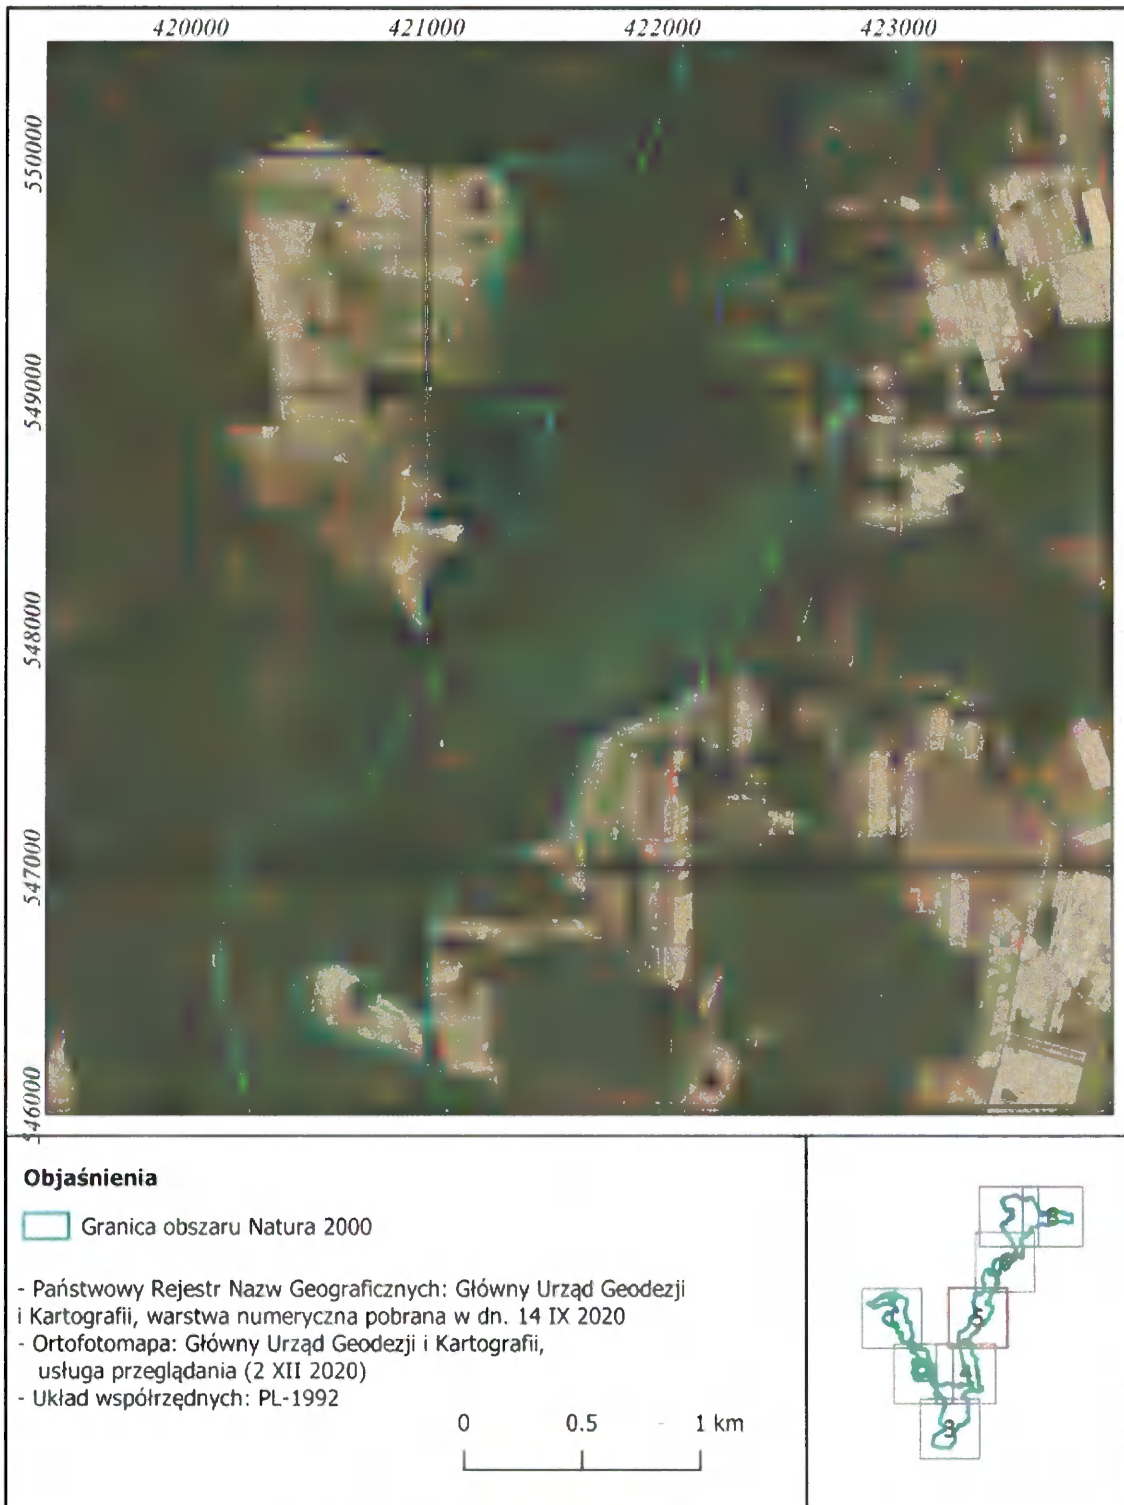 420000 421000 422000 423000
550000
549000
548000
547000
546000
Objaśnienia
Granica obszaru Natura 2000
- Państwowy Rejestr Nazw Geograficznych: Główny Urząd Geodezji
i Kartografii, warstwa numeryczna pobrana w dn. 14 IX 2020
- Ortofotomapa: Główny Urząd Geodezji i Kartografii,
usługa przeglądania (2 XII 2020)
- Układ współrzędnych: PL-1992
0 0.5 1 km
5
3